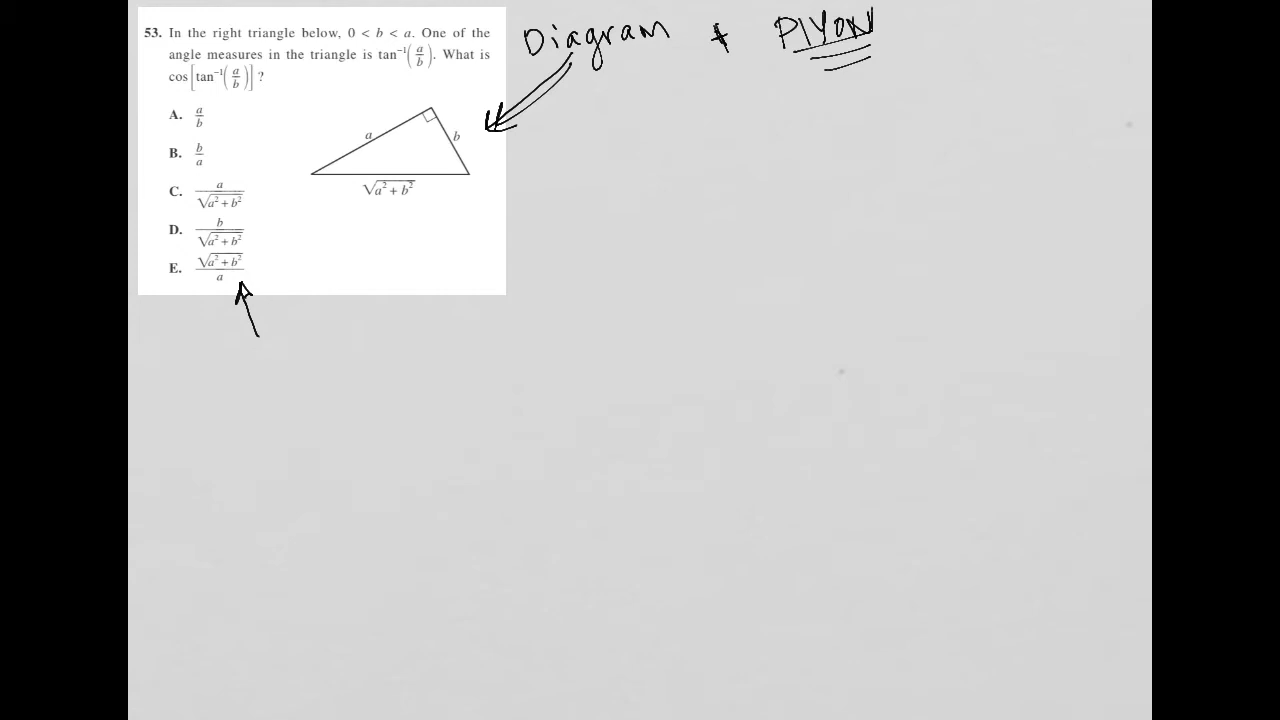 53. In the right triangle below, 0 < b < a. One of the
angle measures in the triangle is tan⁻¹(a/b). What is
cos[tan⁻¹(a/b)] ?
A. a/b
B. b/a
C. a/√(a² + b²)
D. b/√(a² + b²)
E. √(a² + b²)/a
a
b
√(a² + b²)
Diagram + PIYON